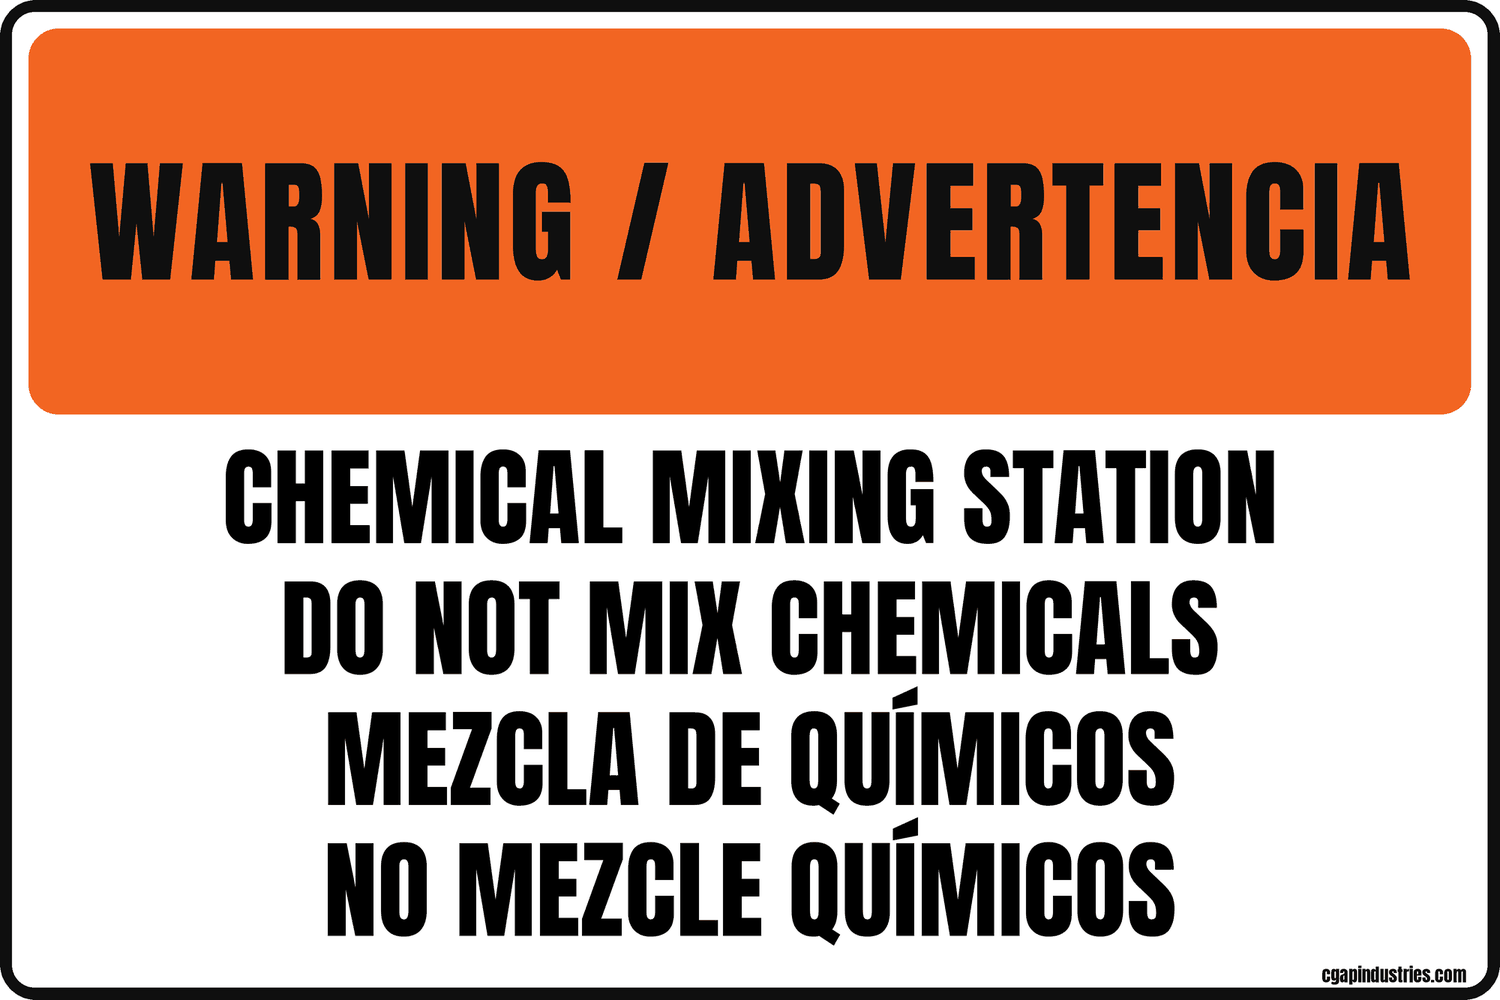 WARNING / ADVERTENCIA
CHEMICAL MIXING STATION
DO NOT MIX CHEMICALS
MEZCLA DE QUÍMICOS
NO MEZCLE QUÍMICOS
cgapindustries.com